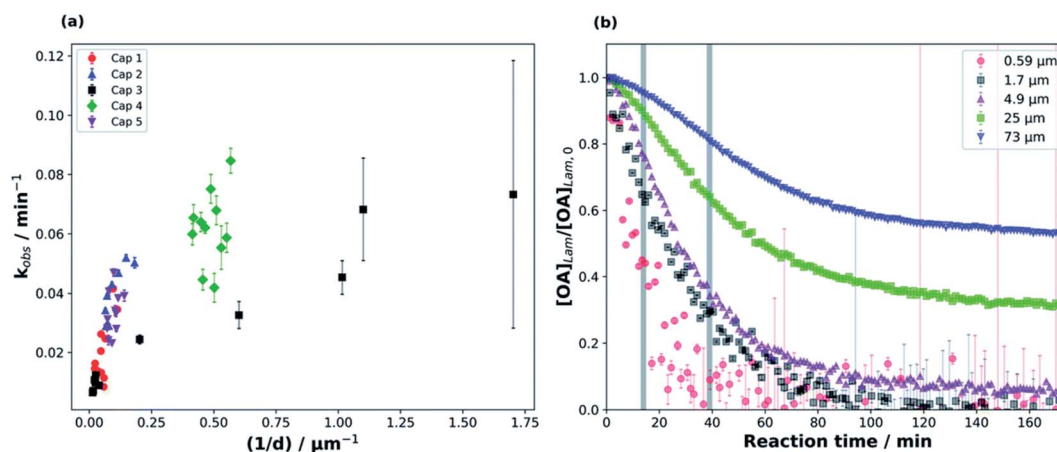 (a)
k_obs / min⁻¹
0.12
0.10
0.08
0.06
0.04
0.02
Cap 1
Cap 2
Cap 3
Cap 4
Cap 5
0.00 0.25 0.50 0.75 1.00 1.25 1.50 1.75
(1/d) / μm⁻¹
(b)
[OA]_Lam/[OA]_Lam, 0
1.0
0.8
0.6
0.4
0.2
0.0
0.59 μm
1.7 μm
4.9 μm
25 μm
73 μm
0 20 40 60 80 100 120 140 160
Reaction time / min